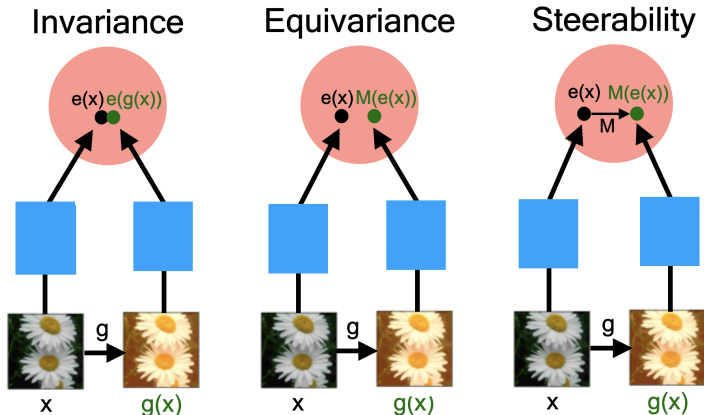 Invariance
e(x) e(g(x))
g
x
g(x)
Equivariance
e(x) M(e(x))
g
x
g(x)
Steerability
e(x) M(e(x))
M
g
x
g(x)